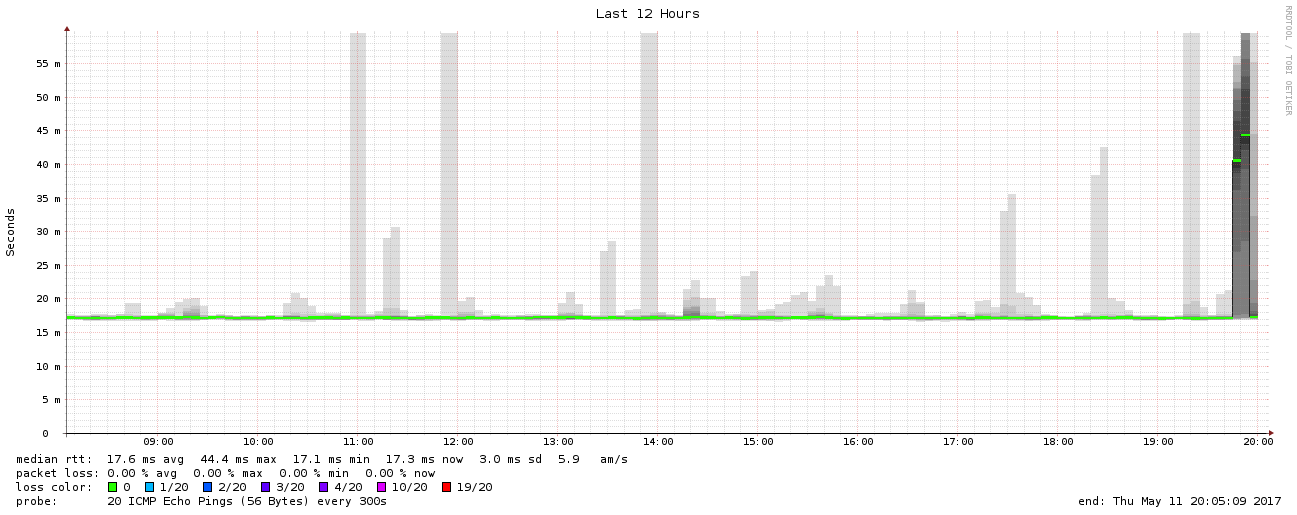 Last 12 Hours
RRDTOOL / TOBI OETIKER
Seconds
55 m
50 m
45 m
40 m
35 m
30 m
25 m
20 m
15 m
10 m
5 m
0
09:00 10:00 11:00 12:00 13:00 14:00 15:00 16:00 17:00 18:00 19:00 20:00
median rtt: 17.6 ms avg 44.4 ms max 17.1 ms min 17.3 ms now 3.0 ms sd 5.9 am/s
packet loss: 0.00 % avg 0.00 % max 0.00 % min 0.00 % now
loss color: 0 1/20 2/20 3/20 4/20 10/20 19/20
probe: 20 ICMP Echo Pings (56 Bytes) every 300s end: Thu May 11 20:05:09 2017